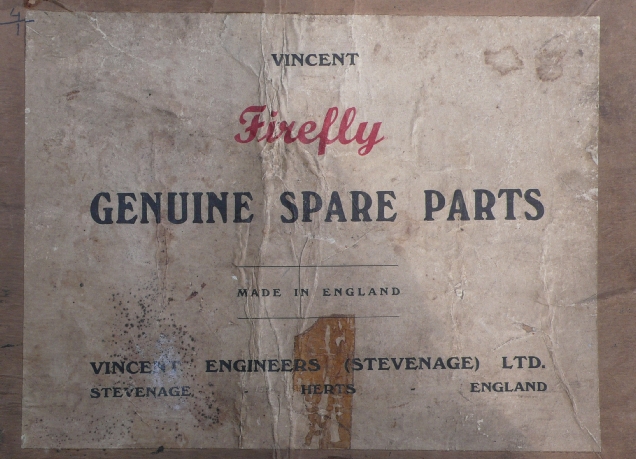 VINCENT
Firefly
GENUINE SPARE PARTS
MADE IN ENGLAND
VINCENT ENGINEERS (STEVENAGE) LTD.
STEVENAGE, HERTS - ENGLAND